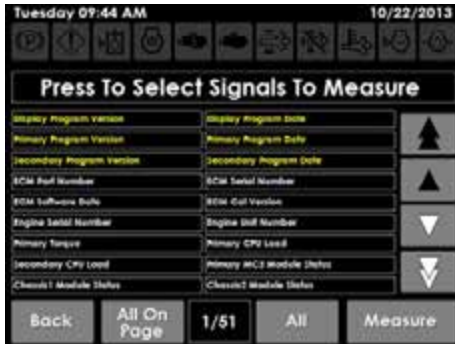 Tuesday 09:44 AM 10/22/2013
Press To Select Signals To Measure
Display Program Version Display Program Date
Primary Program Version Primary Program Date
Secondary Program Version Secondary Program Date
ECM Part Number ECM Serial Number
ECM Software Date ECM Cal Version
Engine Serial Number Engine Unit Number
Primary Torque Primary CPU Load
Secondary CPU Load Primary MC3 Module Status
Chassis1 Module Status Chassis2 Module Status
Back All On Page 1/51 All Measure